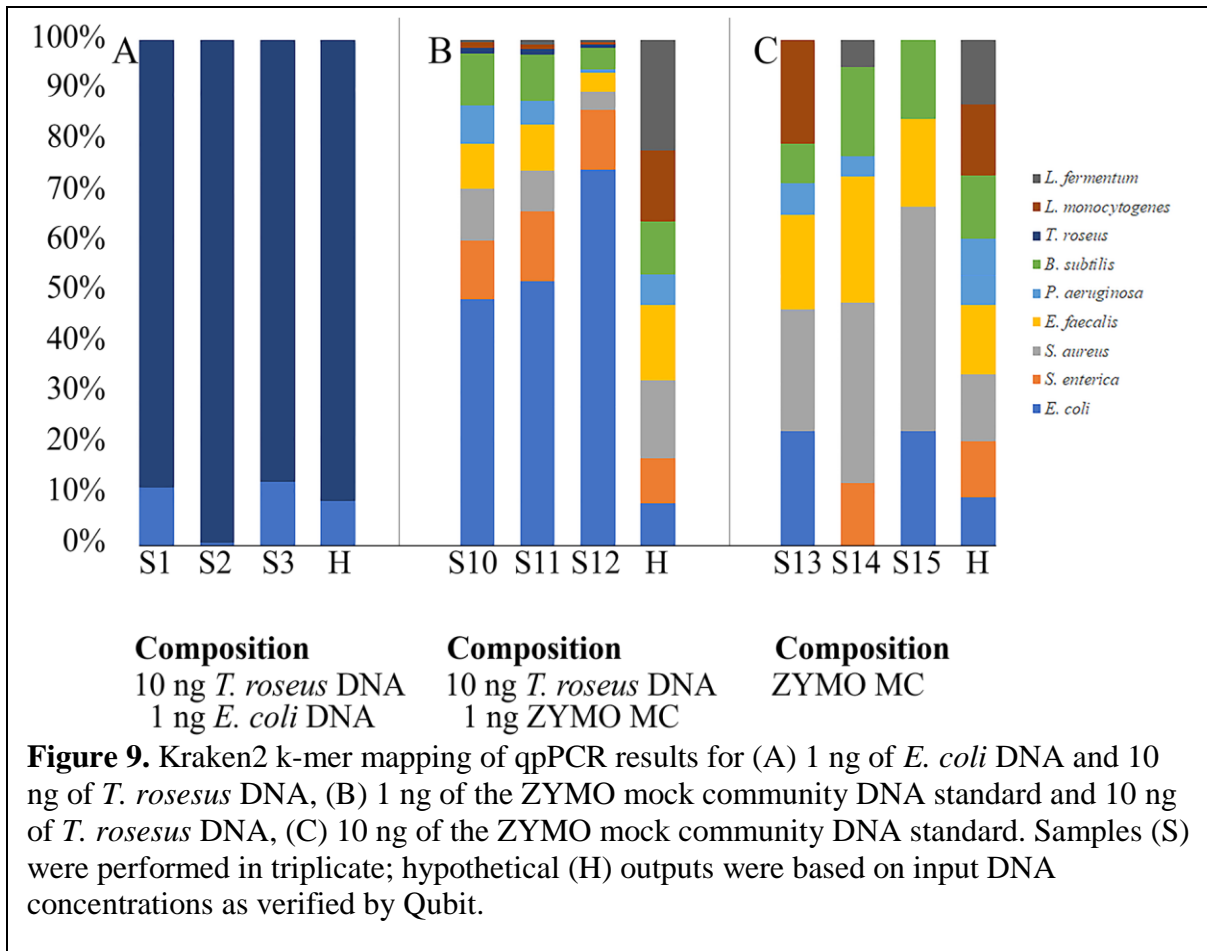 100%
90%
80%
70%
60%
50%
40%
30%
20%
10%
0%
A
B
C
S1 S2 S3 H
S10 S11 S12 H
S13 S14 S15 H
L. fermentum
L. monocytogenes
T. roseus
B. subtilis
P. aeruginosa
E. faecalis
S. aureus
S. enterica
E. coli
Composition
10 ng T. roseus DNA
1 ng E. coli DNA
Composition
10 ng T. roseus DNA
1 ng ZYMO MC
Composition
ZYMO MC
Figure 9. Kraken2 k-mer mapping of qpPCR results for (A) 1 ng of E. coli DNA and 10
ng of T. rosesus DNA, (B) 1 ng of the ZYMO mock community DNA standard and 10 ng
of T. rosesus DNA, (C) 10 ng of the ZYMO mock community DNA standard. Samples (S)
were performed in triplicate; hypothetical (H) outputs were based on input DNA
concentrations as verified by Qubit.